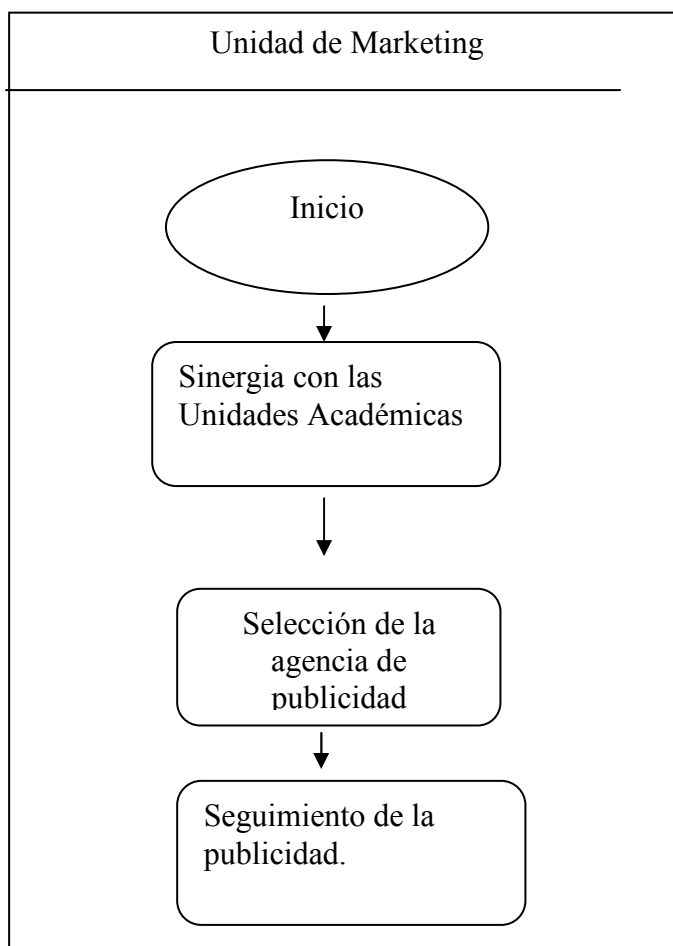 Unidad de Marketing
Inicio
Sinergia con las
Unidades Académicas
Selección de la
agencia de
publicidad
Seguimiento de la
publicidad.